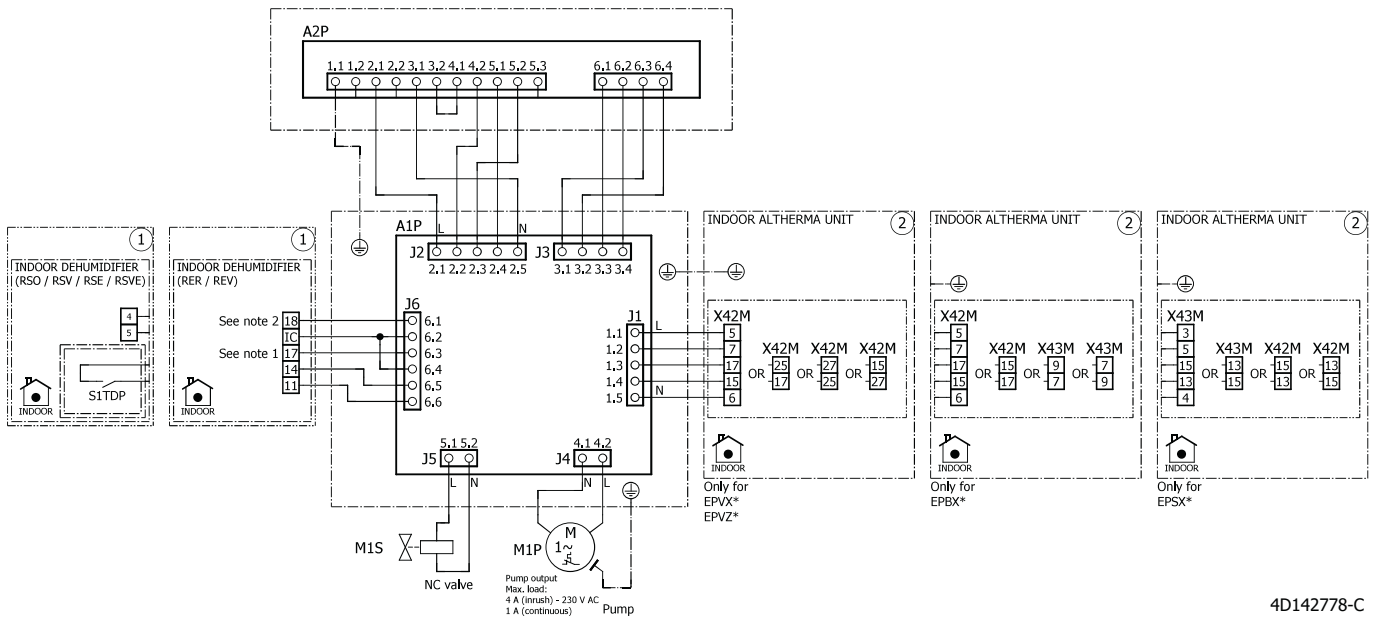 A2P
1.1 1.2 2.1 2.2 3.1 3.2 4.1 4.2 5.1 5.2 5.3 6.1 6.2 6.3 6.4
1
INDOOR DEHUMIDIFIER
(RSO / RSV / RSE / RSVE)
4
5
S1TDP
INDOOR
1
INDOOR DEHUMIDIFIER
(RER / REV)
See note 2 18
IC
See note 1 17
14
11
INDOOR
A1P
L N
J2
2.1 2.2 2.3 2.4 2.5
J3
3.1 3.2 3.3 3.4
J6
6.1
6.2
6.3
6.4
6.5
6.6
J1
1.1 L
1.2
1.3
1.4
1.5 N
5.1 5.2
J5
L N
4.1 4.2
J4
N L
M1S
NC valve
M1P
M
1~
Pump output
Max. load:
4 A (inrush) - 230 V AC
1 A (continuous)
Pump
INDOOR ALTHERMA UNIT 2
X42M
5
7
17
15
6
OR
X42M
25
17
OR
X42M
27
25
OR
X42M
15
27
INDOOR
Only for
EPVX*
EPVZ*
INDOOR ALTHERMA UNIT 2
X42M
5
7
17
15
6
OR
X42M
15
17
OR
X43M
9
7
OR
X43M
7
9
INDOOR
Only for
EPBX*
INDOOR ALTHERMA UNIT 2
X43M
3
5
15
13
4
OR
X43M
13
15
OR
X42M
15
13
OR
X42M
13
15
INDOOR
Only for
EPSX*
4D142778-C